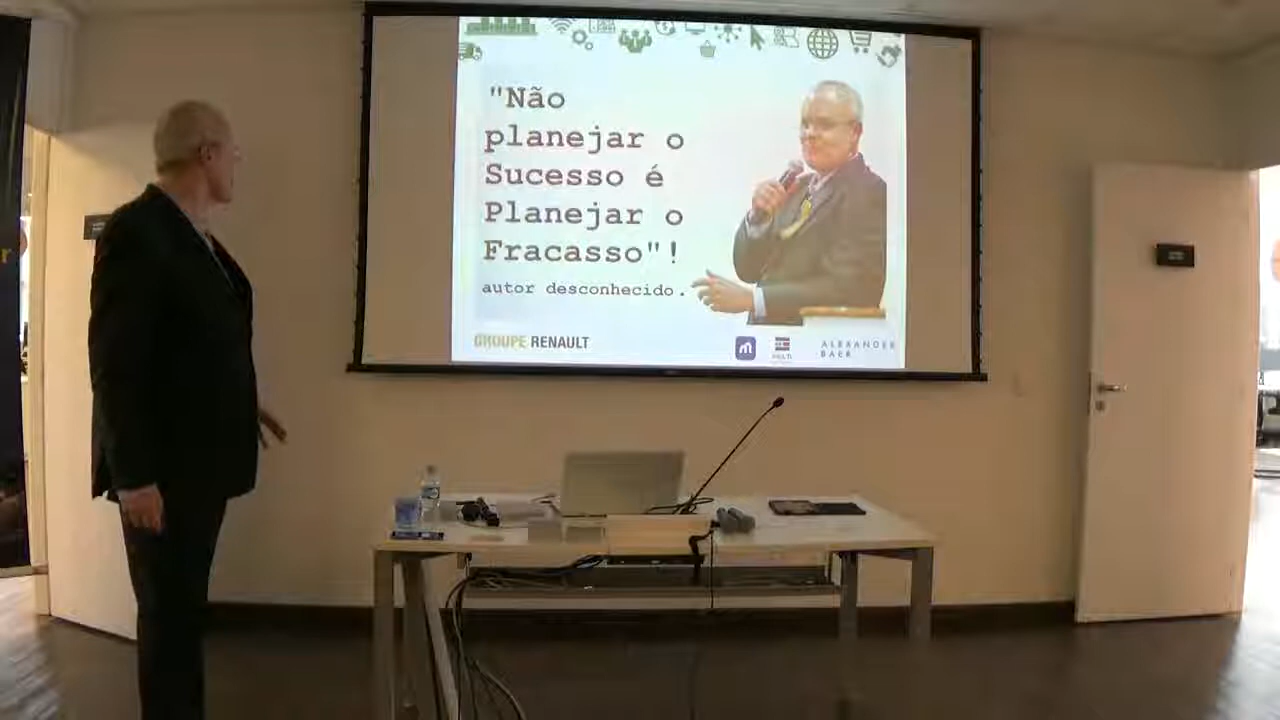 "Não
planejar o
Sucesso é
Planejar o
Fracasso"!
autor desconhecido.
GROUPE RENAULT
ALEXANDER
BAER